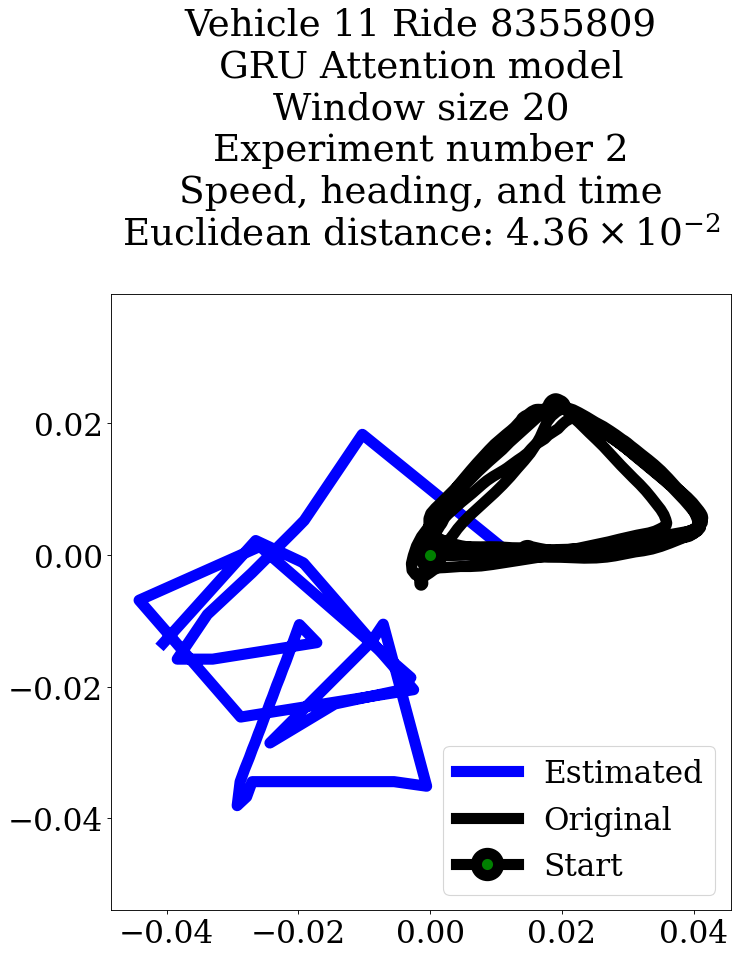 Vehicle 11 Ride 8355809
GRU Attention model
Window size 20
Experiment number 2
Speed, heading, and time
Euclidean distance: 4.36 × 10⁻²
0.02
0.00
−0.02
−0.04
Estimated
Original
Start
−0.04 −0.02 0.00 0.02 0.04